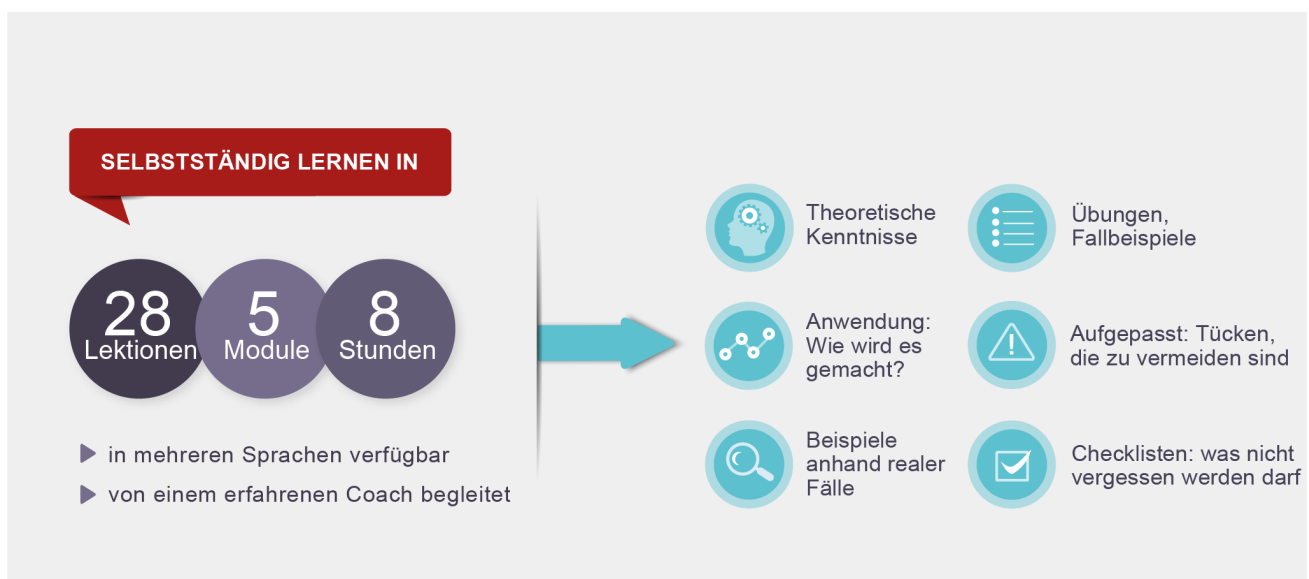 SELBSTSTÄNDIG LERNEN IN
28
Lektionen
5
Module
8
Stunden
in mehreren Sprachen verfügbar
von einem erfahrenen Coach begleitet
Theoretische
Kenntnisse
Übungen,
Fallbeispiele
Anwendung:
Wie wird es
gemacht?
Aufgepasst: Tücken,
die zu vermeiden sind
Beispiele
anhand realer
Fälle
Checklisten: was nicht
vergessen werden darf